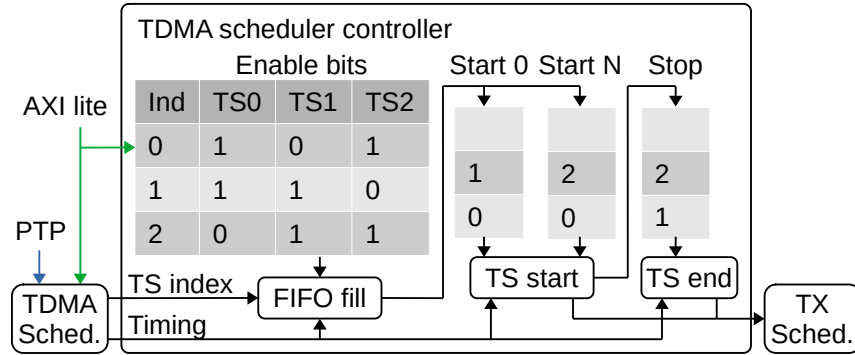 TDMA scheduler controller
Enable bits Start 0 Start N Stop
AXI lite
Ind TS0 TS1 TS2
0 1 0 1
1 1 1 0
2 0 1 1
1 2 2
0 0 1
PTP
TDMA
Sched.
TS index
Timing
FIFO fill
TS start
TS end
TX
Sched.